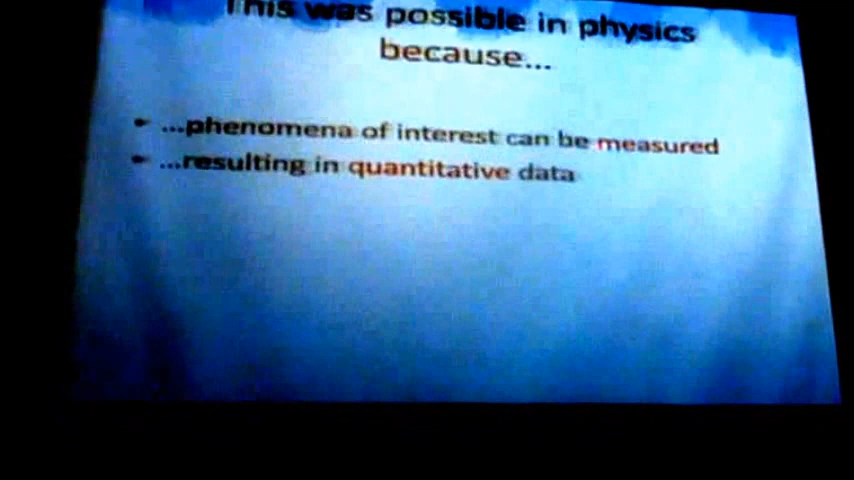 This was possible in physics
because...
...phenomena of interest can be measured
...resulting in quantitative data